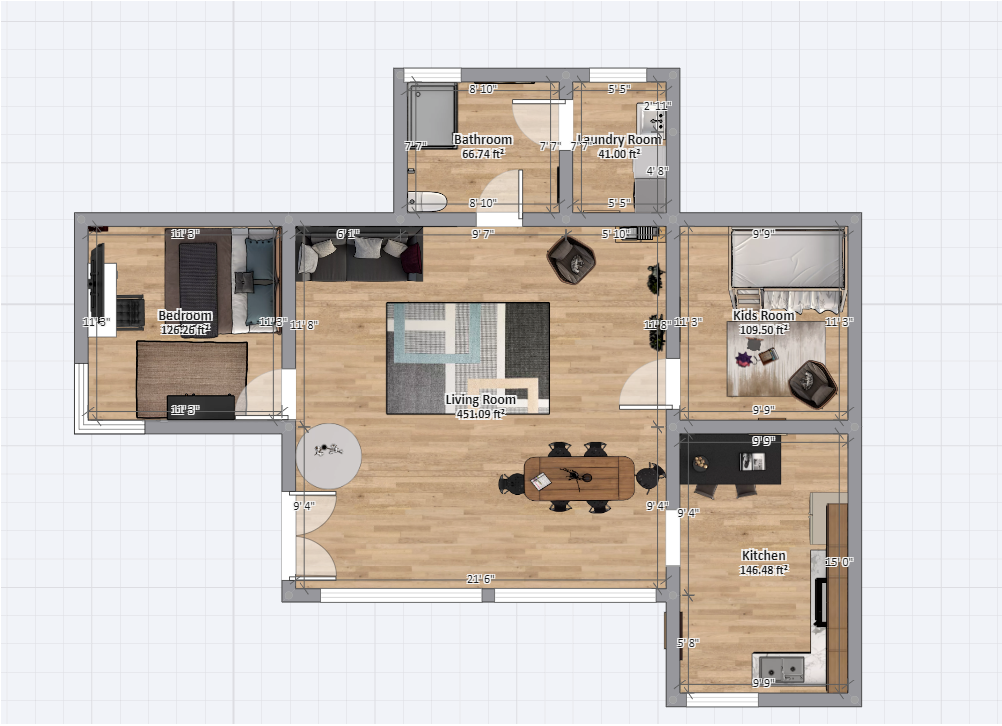 8' 10"
5' 5"
2' 11"
Bathroom
66.74 ft²
7' 7"
7' 7"
7' 7"
Laundry Room
41.00 ft²
4' 8"
8' 10"
5' 5"
11' 3"
6' 1"
9' 7"
5' 10"
9' 9"
Bedroom
126.26 ft²
11' 3"
11' 3"
11' 8"
11' 8"
11' 3"
Kids Room
109.50 ft²
11' 3"
Living Room
451.09 ft²
11' 3"
9' 9"
9' 9"
9' 4"
9' 4"
9' 4"
Kitchen
146.48 ft²
15' 0"
21' 6"
5' 8"
9' 9"